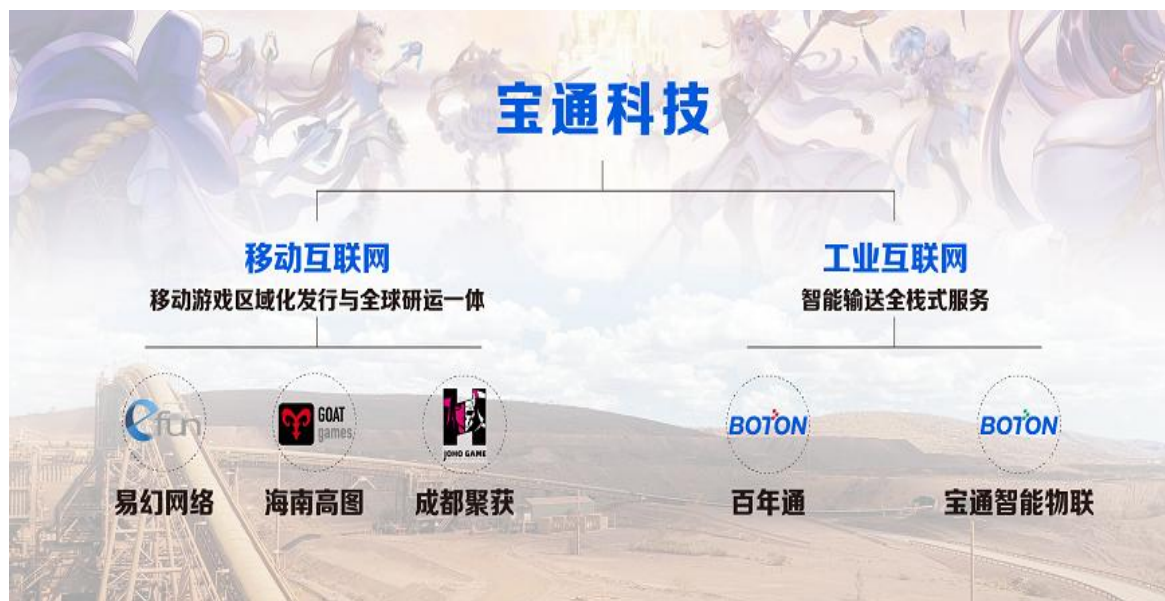 宝通科技
移动互联网
工业互联网
移动游戏区域化发行与全球研运一体
智能输送全栈式服务
efun
GOAT
games
JOHO GAME
BOTON
BOTON
易幻网络
海南高图
成都聚获
百年通
宝通智能物联